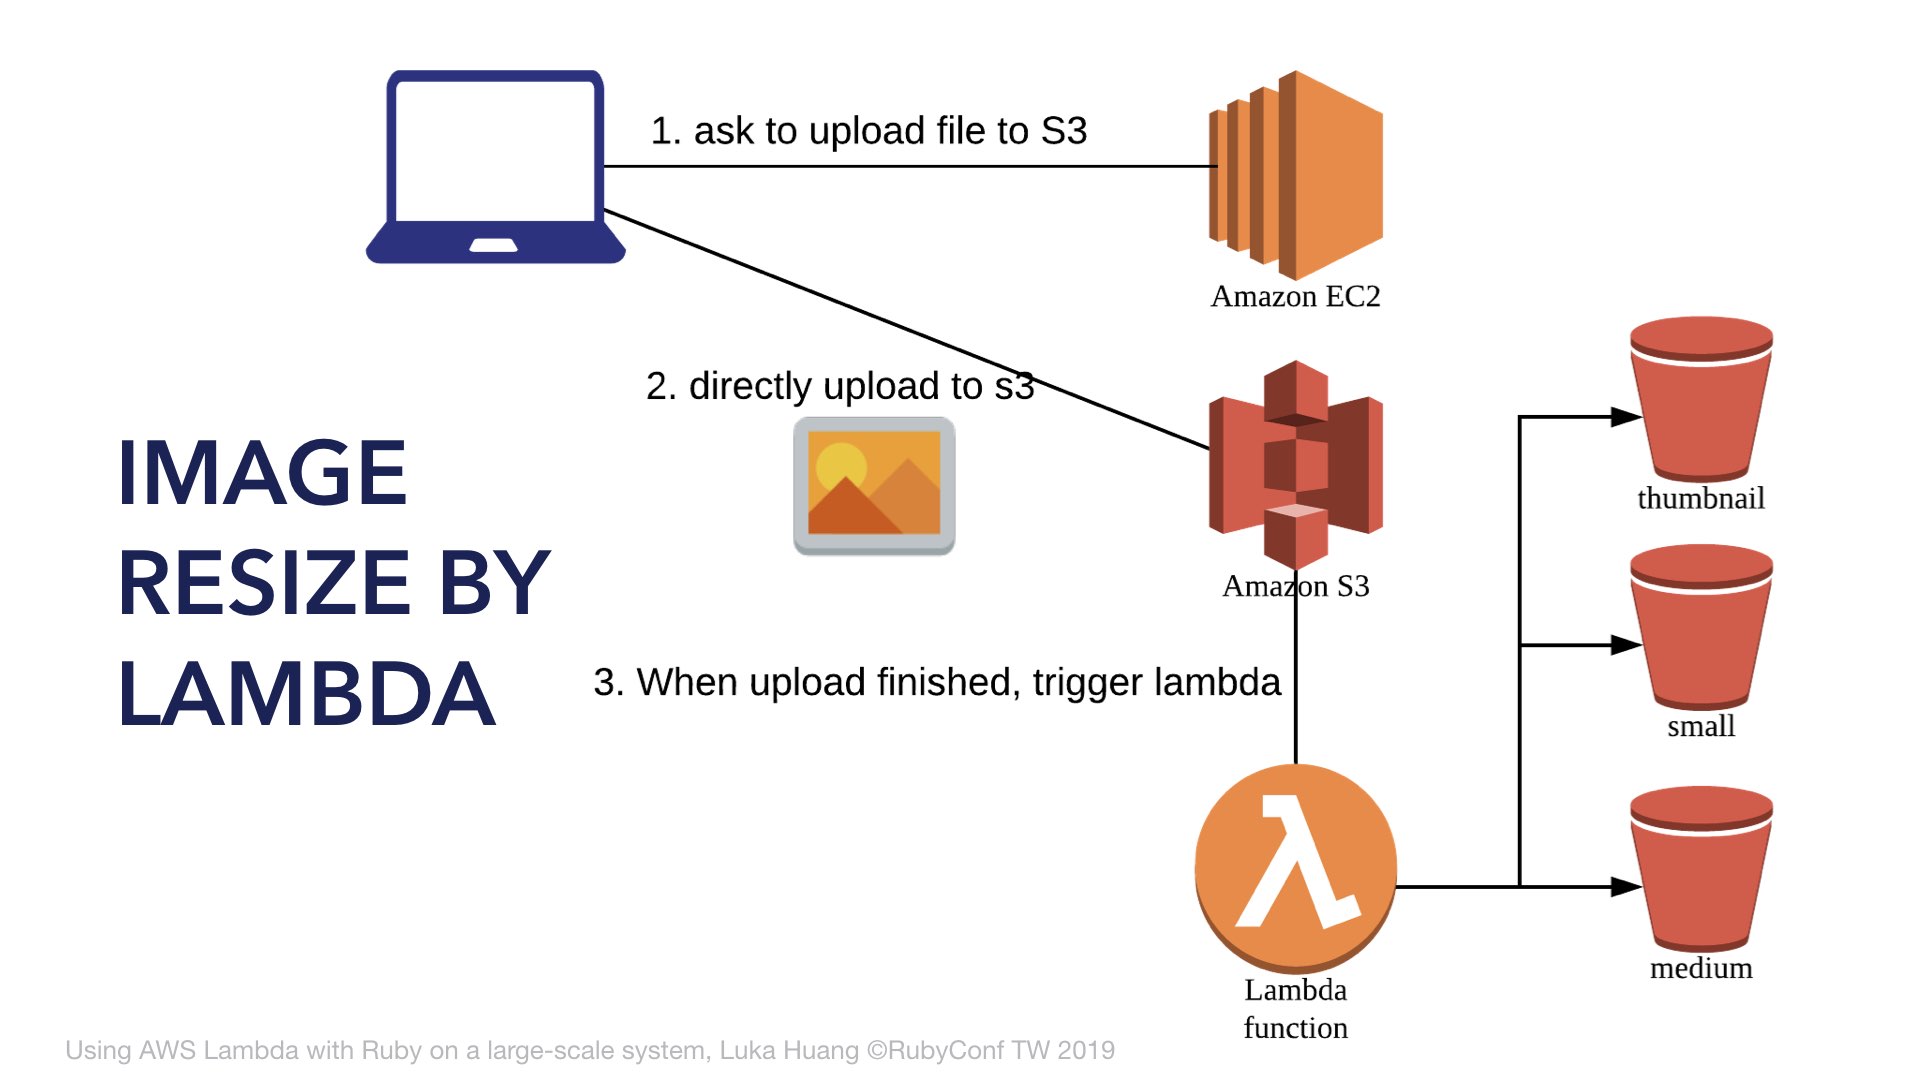 1. ask to upload file to S3
Amazon EC2
2. directly upload to s3
IMAGE
RESIZE BY
LAMBDA
Amazon S3
3. When upload finished, trigger lambda
thumbnail
small
medium
Lambda
function
Using AWS Lambda with Ruby on a large-scale system, Luka Huang ©RubyConf TW 2019